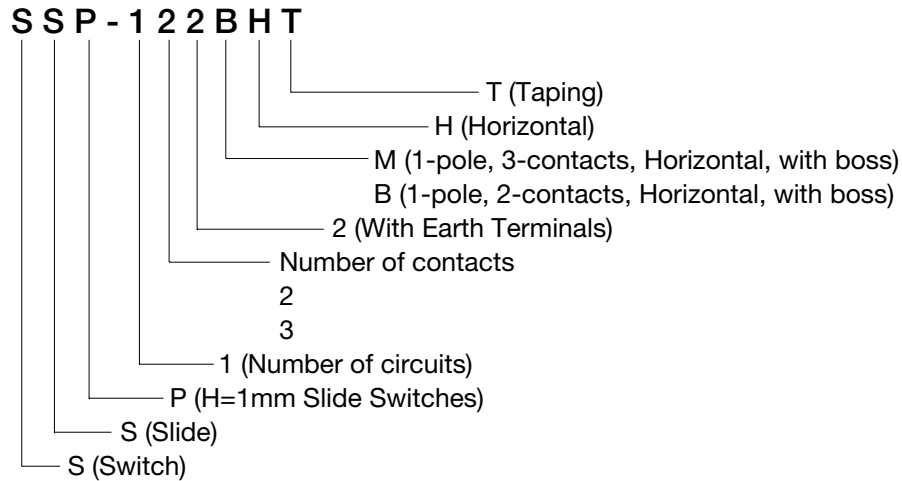 SSP-122BHT
T (Taping)
H (Horizontal)
M (1-pole, 3-contacts, Horizontal, with boss)
B (1-pole, 2-contacts, Horizontal, with boss)
2 (With Earth Terminals)
Number of contacts
2
3
1 (Number of circuits)
P (H=1mm Slide Switches)
S (Slide)
S (Switch)